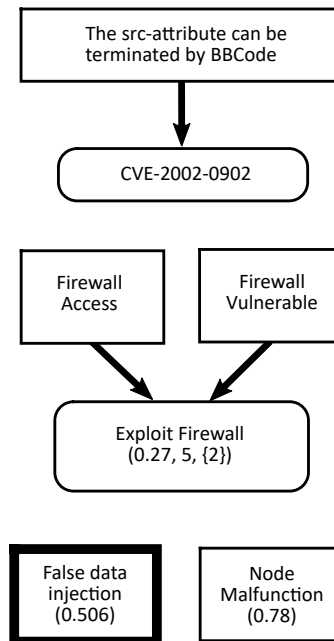 The src-attribute can be
terminated by BBCode
CVE-2002-0902
Firewall
Access
Firewall
Vulnerable
Exploit Firewall
(0.27, 5, {2})
False data
injection
(0.506)
Node
Malfunction
(0.78)